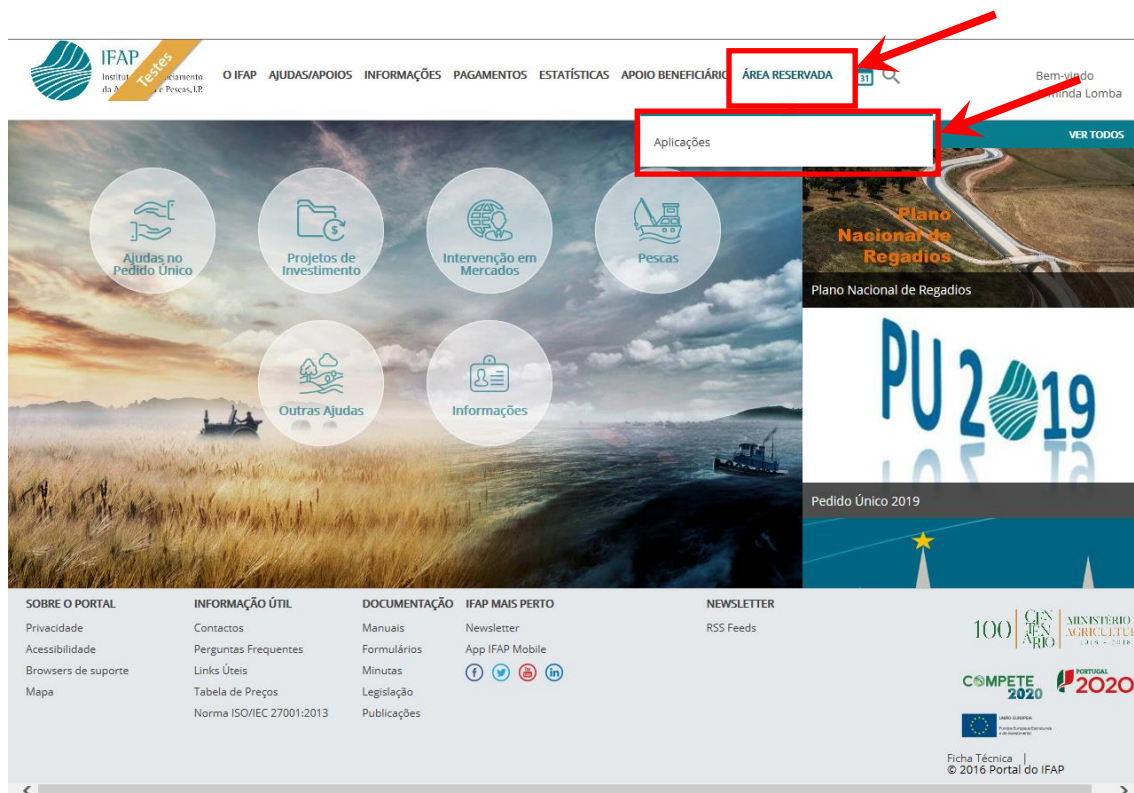 IFAP
Testes
O IFAP AJUDAS/APOIOS INFORMAÇÕES PAGAMENTOS ESTATÍSTICAS APOIO BENEFICIÁRIO ÁREA RESERVADA
31
Bem-vindo
Lomba
Aplicações
VER TODOS
Ajudas no
Pedido Único
Projetos de
Investimento
Intervenção em
Mercados
Pescas
Outras Ajudas
Informações
Plano
Nacional de
Regadios
Plano Nacional de Regadios
PU 2019
Pedido Único 2019
SOBRE O PORTAL
Privacidade
Acessibilidade
Browsers de suporte
Mapa
INFORMAÇÃO ÚTIL
Contactos
Perguntas Frequentes
Links Úteis
Tabela de Preços
Norma ISO/IEC 27001:2013
DOCUMENTAÇÃO
Manuais
Formulários
Minutas
Legislação
Publicações
IFAP MAIS PERTO
Newsletter
App IFAP Mobile
NEWSLETTER
RSS Feeds
100 CENTENÁRIO
MINISTÉRIO
COMPETE
2020
PORTUGAL
2020
UNIÃO EUROPEIA
Ficha Técnica |
© 2016 Portal do IFAP